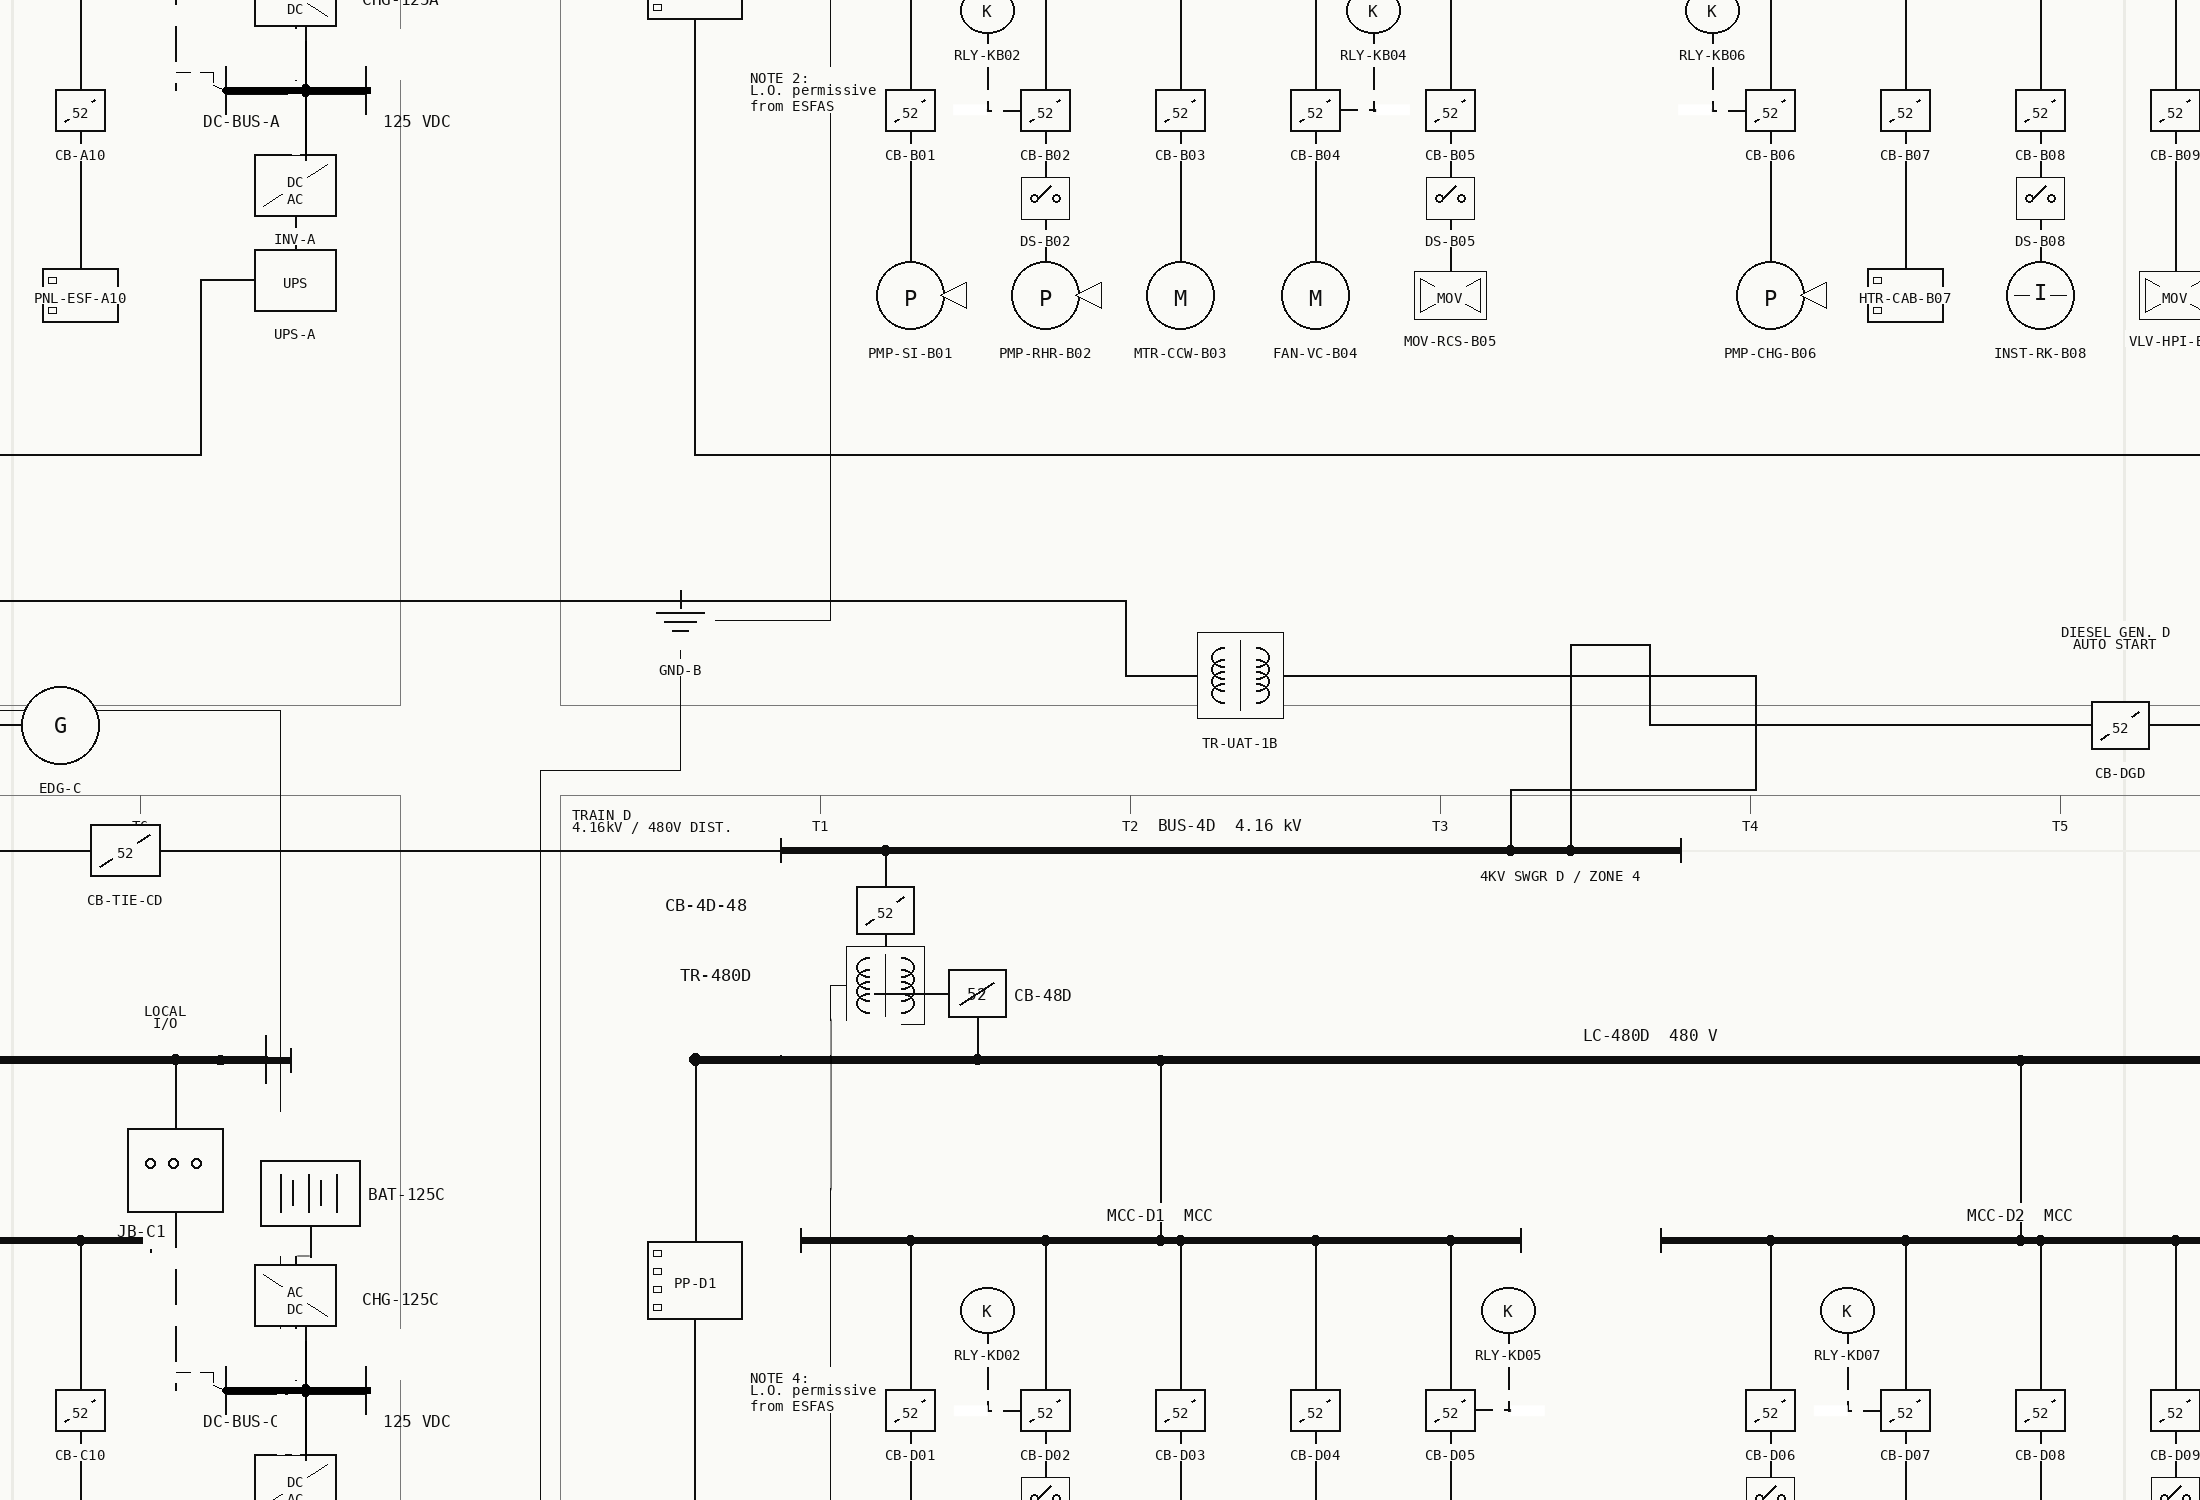 DC
K
RLY-KB02
K
RLY-KB04
K
RLY-KB06
NOTE 2:
L.O. permissive
from ESFAS
52
CB-A10
DC-BUS-A
125 VDC
52
CB-B01
52
CB-B02
52
CB-B03
52
CB-B04
52
CB-B05
52
CB-B06
52
CB-B07
52
CB-B08
52
CB-B09
DC
AC
INV-A
DS-B02
DS-B05
DS-B08
UPS
UPS-A
PNL-ESF-A10
P
PMP-SI-B01
P
PMP-RHR-B02
M
MTR-CCW-B03
M
FAN-VC-B04
MOV
MOV-RCS-B05
P
PMP-CHG-B06
HTR-CAB-B07
I
INST-RK-B08
MOV
GND-B
TR-UAT-1B
DIESEL GEN. D
AUTO START
52
CB-DGD
G
EDG-C
TRAIN D
4.16kV / 480V DIST.
T1
T2
BUS-4D 4.16 kV
T3
T4
T5
52
CB-TIE-CD
4KV SWGR D / ZONE 4
CB-4D-48
52
TR-480D
52
CB-48D
LOCAL
I/O
LC-480D 480 V
JB-C1
BAT-125C
MCC-D1 MCC
MCC-D2 MCC
AC
DC
CHG-125C
PP-D1
K
RLY-KD02
K
RLY-KD05
K
RLY-KD07
NOTE 4:
L.O. permissive
from ESFAS
52
CB-C10
DC-BUS-C
125 VDC
52
CB-D01
52
CB-D02
52
CB-D03
52
CB-D04
52
CB-D05
52
CB-D06
52
CB-D07
52
CB-D08
52
CB-D09
DC
AC